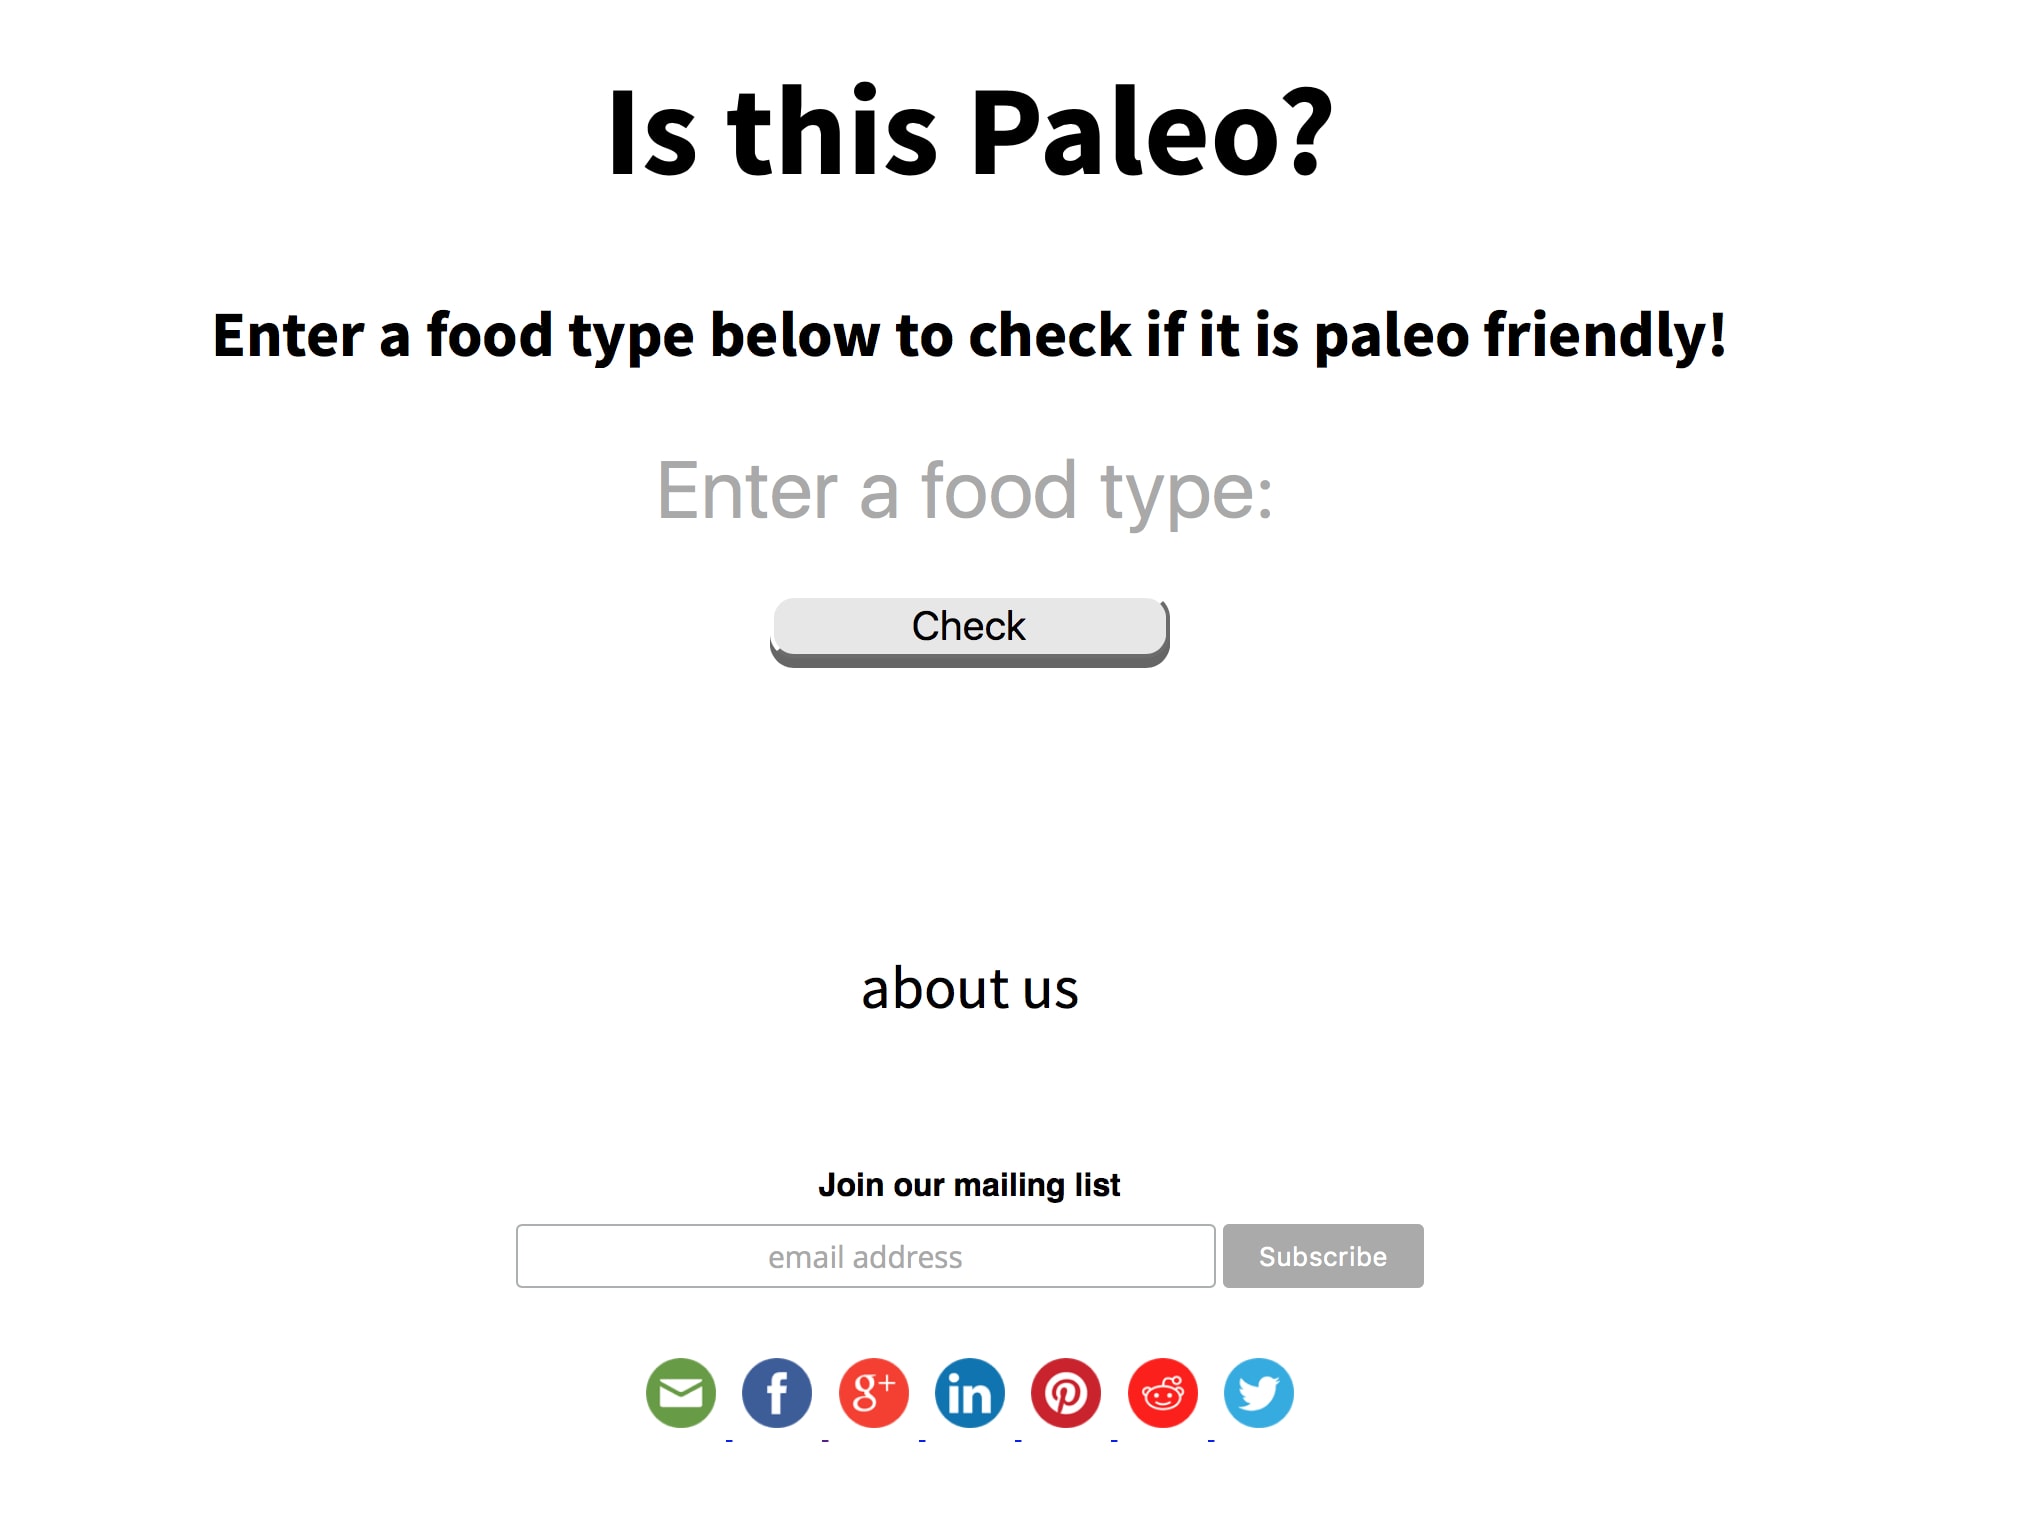 Is this Paleo?
Enter a food type below to check if it is paleo friendly!
Enter a food type:
Check
about us
Join our mailing list
email address
Subscribe
f g+ in